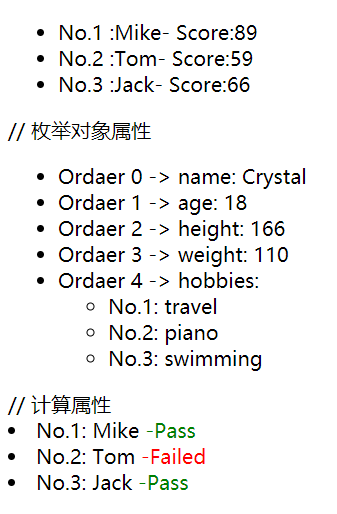 No.1 :Mike- Score:89
No.2 :Tom- Score:59
No.3 :Jack- Score:66
// 枚举对象属性
Ordaer 0 -> name: Crystal
Ordaer 1 -> age: 18
Ordaer 2 -> height: 166
Ordaer 3 -> weight: 110
Ordaer 4 -> hobbies:
No.1: travel
No.2: piano
No.3: swimming
// 计算属性
No.1: Mike -Pass
No.2: Tom -Failed
No.3: Jack -Pass